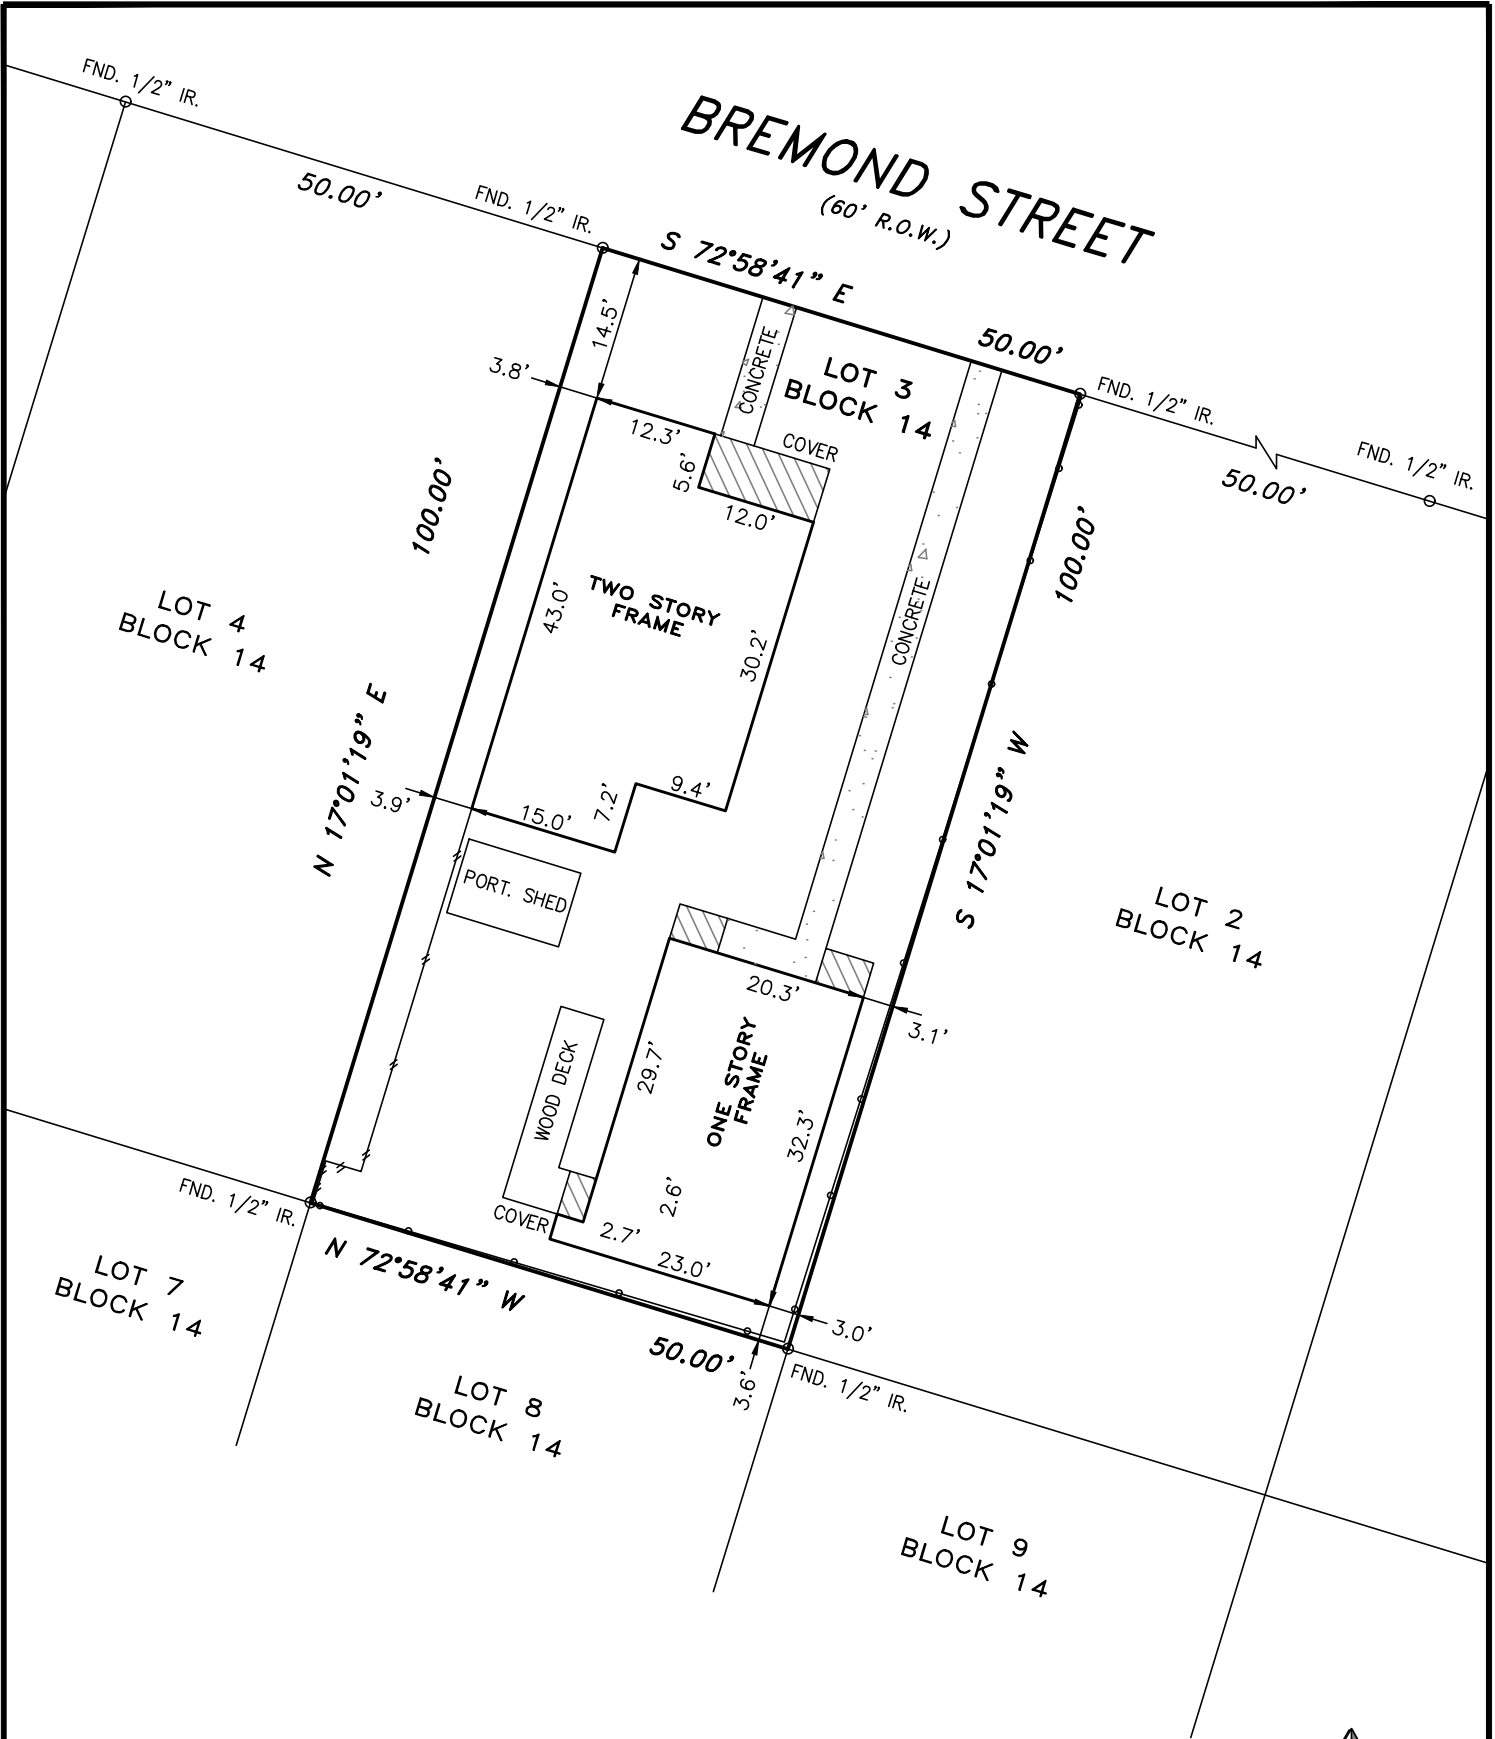 FND. 1/2" IR.
50.00'
FND. 1/2" IR.
BREMOND STREET
(60' R.O.W.)
S 72°58'41" E
50.00'
FND. 1/2" IR.
FND. 1/2" IR.
50.00'
14.5'
3.8'
CONCRETE
LOT 3
BLOCK 14
12.3'
COVER
5.6'
12.0'
100.00'
100.00'
LOT 4
BLOCK 14
43.0'
TWO STORY
FRAME
30.2'
CONCRETE
N 17°01'19" E
S 17°01'19" W
3.9'
15.0'
7.2'
9.4'
PORT. SHED
LOT 2
BLOCK 14
20.3'
3.1'
WOOD DECK
29.7'
ONE STORY
FRAME
32.3'
2.6'
FND. 1/2" IR.
COVER
2.7'
23.0'
N 72°58'41" W
50.00'
3.0'
3.6'
FND. 1/2" IR.
LOT 7
BLOCK 14
LOT 8
BLOCK 14
LOT 9
BLOCK 14